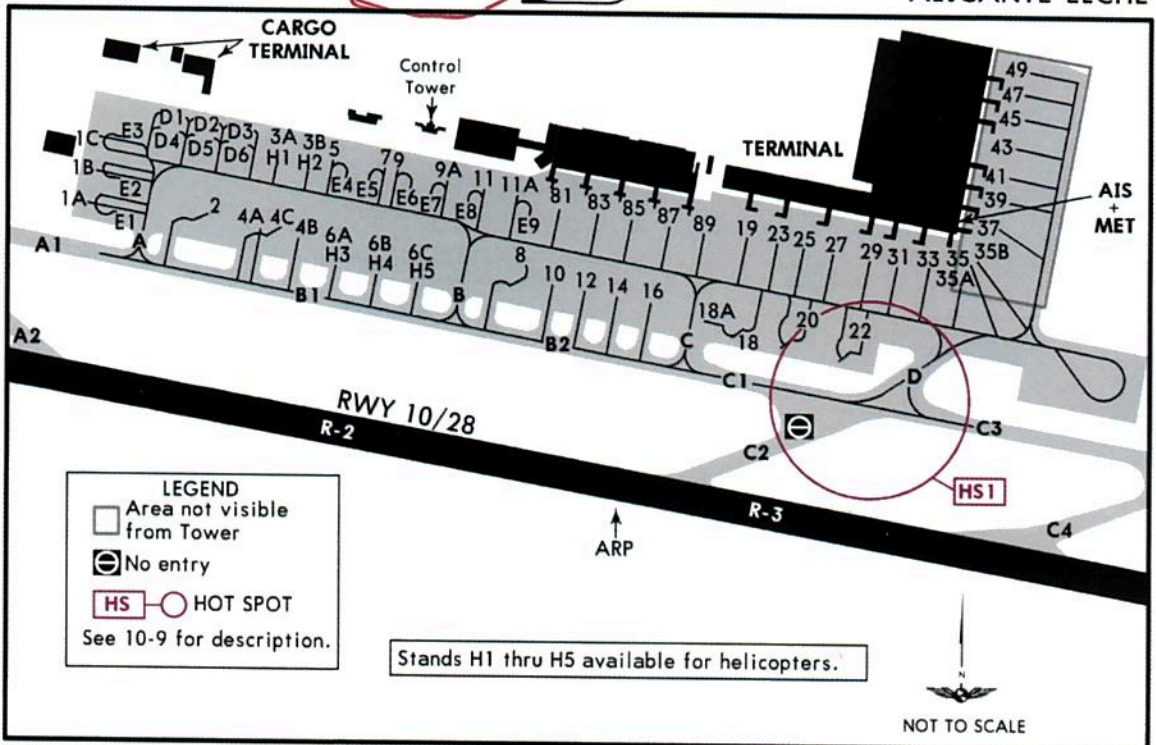 ALICANTE-ELCHE
CARGO
TERMINAL
Control
Tower
TERMINAL
AIS
+
MET
49
47
45
43
41
39
37
35B
35
35A
33
31
29
27
25
23
19
89
87
85
83
81
11A
11
9A
79
5
3B
3A
H2
H1
D3
D2
D1
D6
D5
D4
E3
1C
1B
E2
1A
E1
E4
E5
E6
E7
E8
E9
A1
A
2
4A
4C
4B
6A
H3
6B
H4
6C
H5
8
10
12
14
16
18A
18
20
22
B1
B
B2
C
C1
D
C3
C2
C4
A2
RWY 10/28
R-2
R-3
HS1
ARP
LEGEND
Area not visible
from Tower
No entry
HS HOT SPOT
See 10-9 for description.
Stands H1 thru H5 available for helicopters.
N
NOT TO SCALE